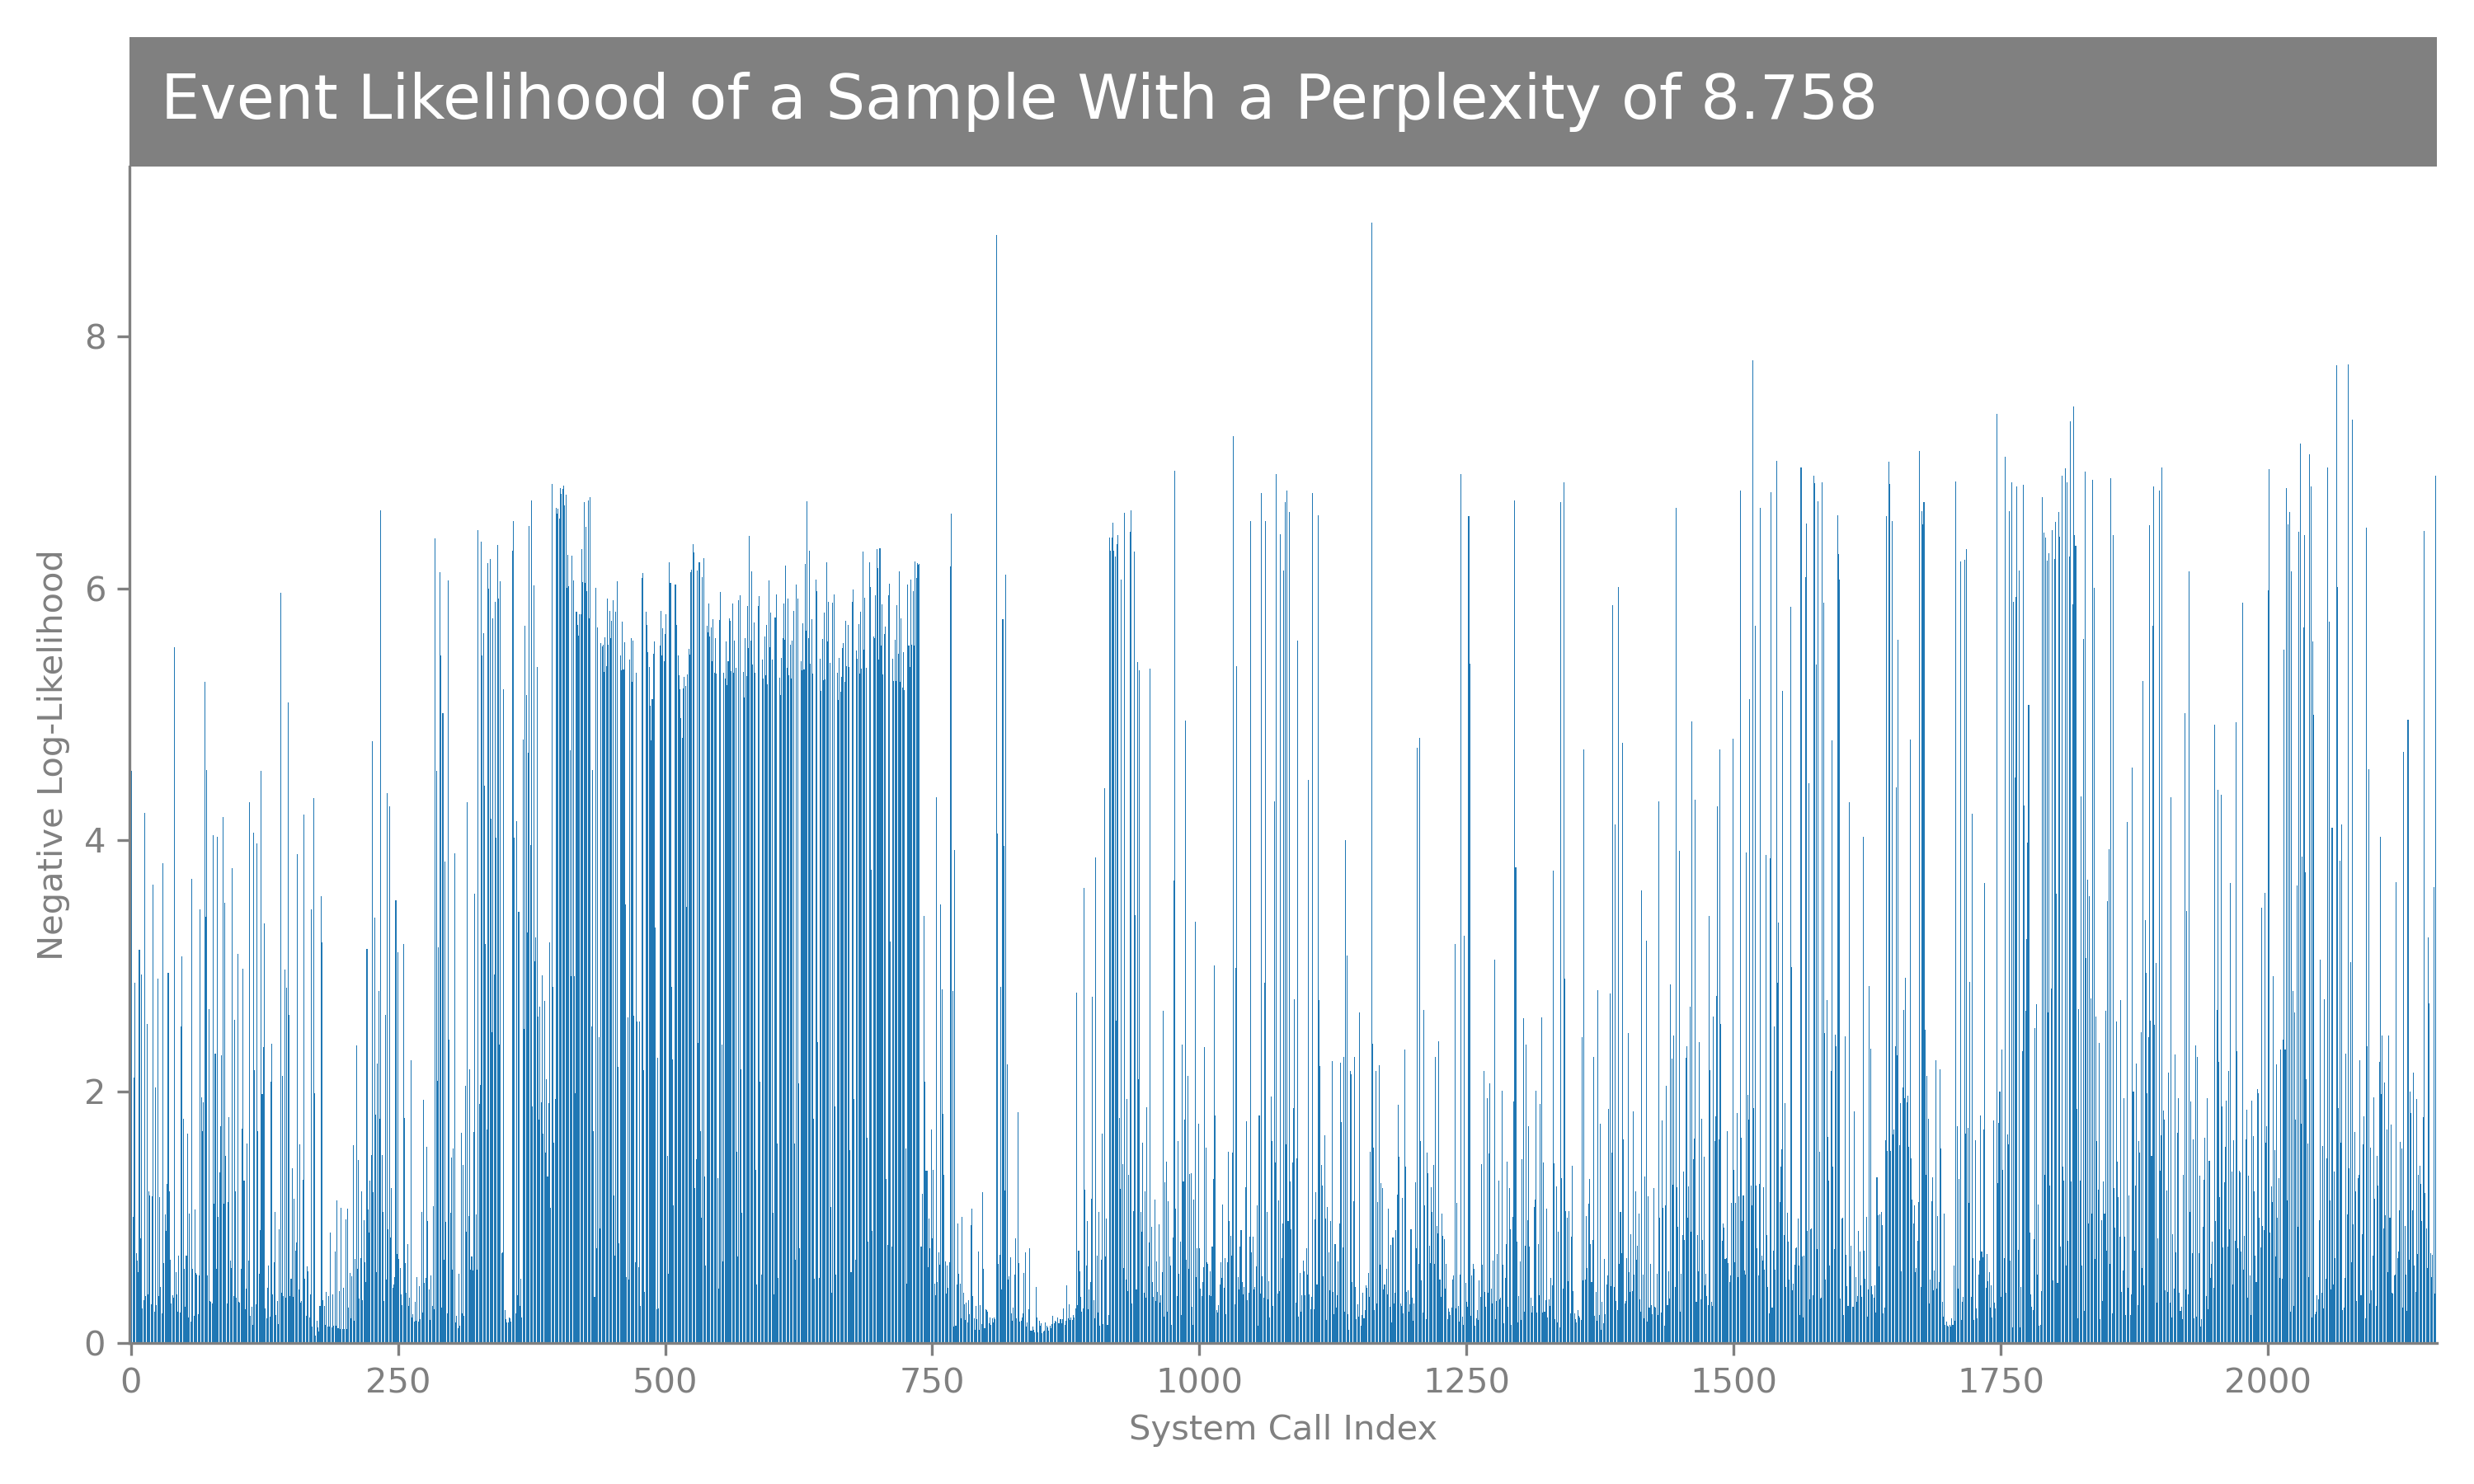 Event Likelihood of a Sample With a Perplexity of 8.758
Negative Log-Likelihood
8
6
4
2
0
0 250 500 750 1000 1250 1500 1750 2000
System Call Index